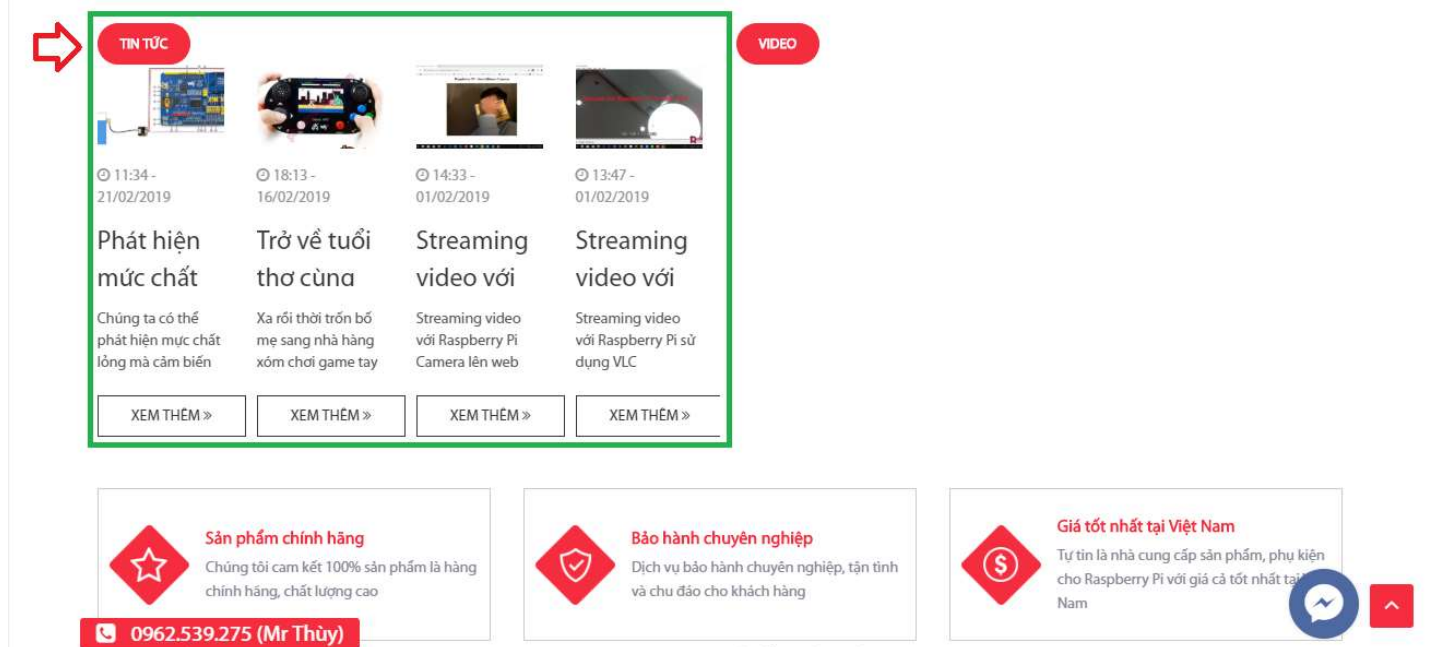 TIN TỨC
VIDEO
11:34 -
21/02/2019
Phát hiện
mức chất
Chúng ta có thể
phát hiện mực chất
lỏng mà cảm biến
XEM THÊM »
18:13 -
16/02/2019
Trở về tuổi
thơ cùng
Xa rồi thời trốn bố
mẹ sang nhà hàng
xóm chơi game tay
XEM THÊM »
14:33 -
01/02/2019
Streaming
video với
Streaming video
với Raspberry Pi
Camera lên web
XEM THÊM »
13:47 -
01/02/2019
Streaming
video với
Streaming video
với Raspberry Pi sử
dụng VLC
XEM THÊM »
Sản phẩm chính hãng
Chúng tôi cam kết 100% sản phẩm là hàng
chính hãng, chất lượng cao
Bảo hành chuyên nghiệp
Dịch vụ bảo hành chuyên nghiệp, tận tình
và chu đáo cho khách hàng
Giá tốt nhất tại Việt Nam
Tự tin là nhà cung cấp sản phẩm, phụ kiện
cho Raspberry Pi với giá cả tốt nhất tại
Nam
0962.539.275 (Mr Thùy)